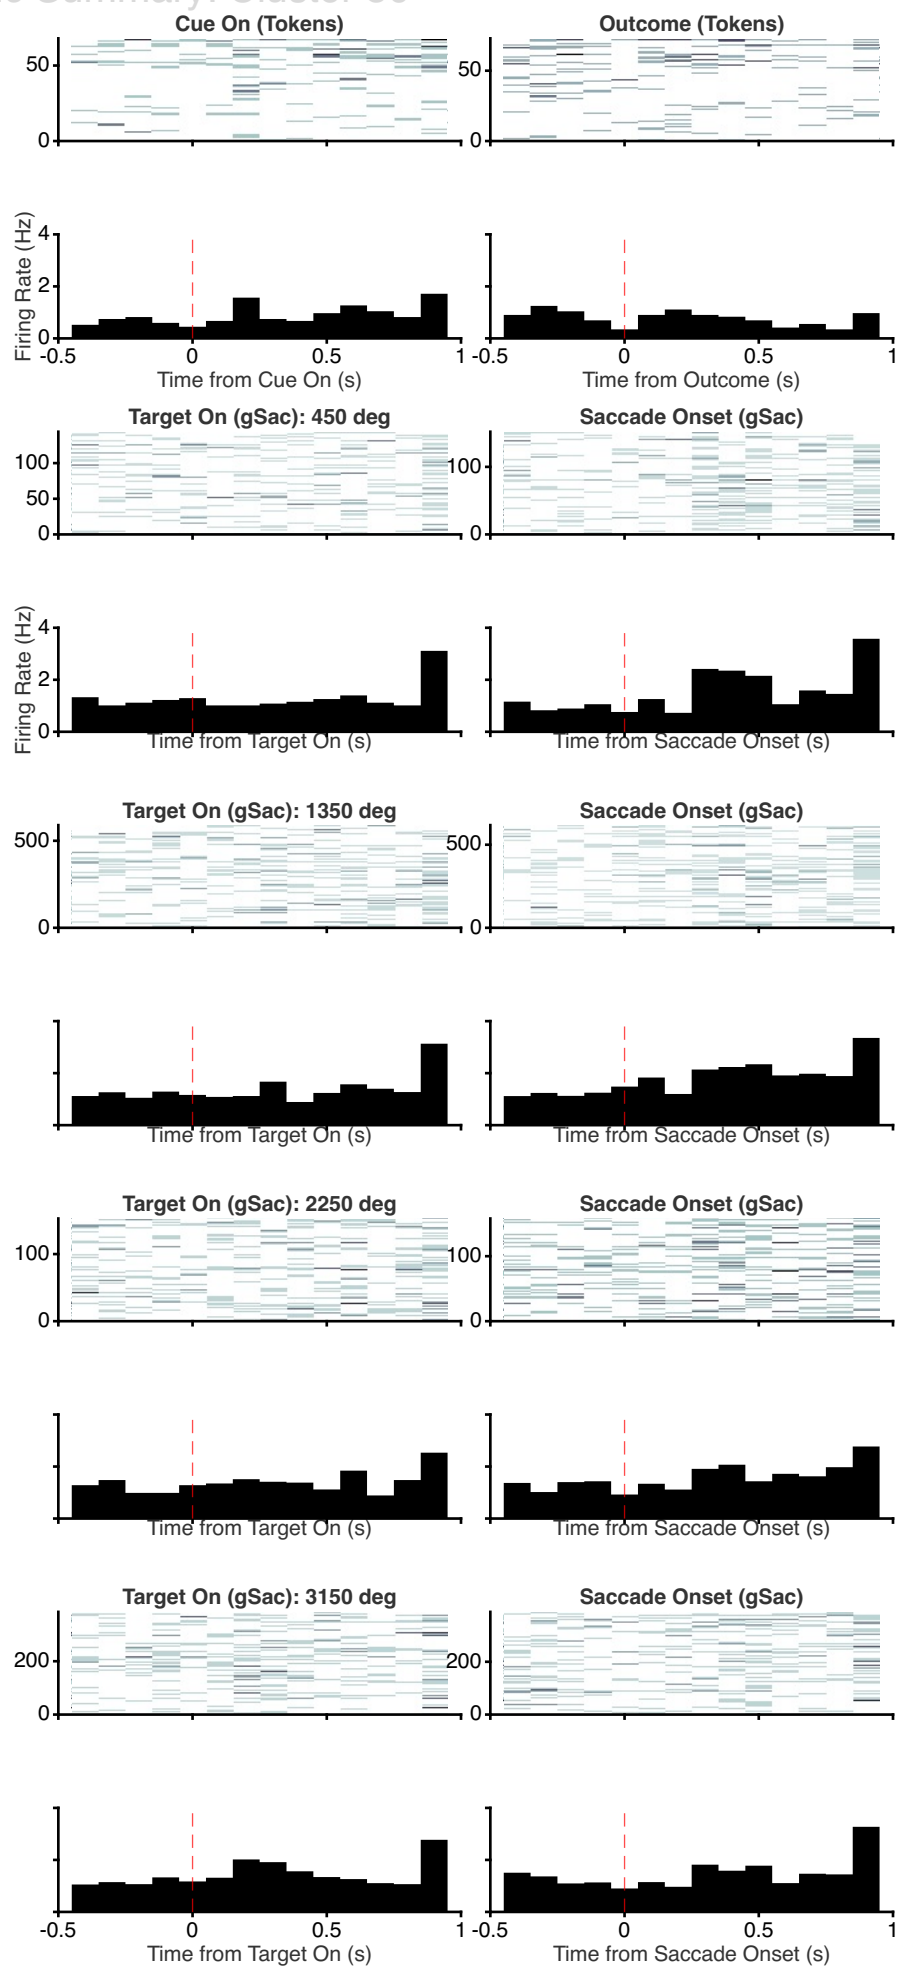 Summary: Cluster
Cue On (Tokens) Outcome (Tokens)
50 50
0 0
Firing Rate (Hz)
4
2
0
-0.5 0 0.5 1 -0.5 0 0.5 1
Time from Cue On (s) Time from Outcome (s)
Target On (gSac): 450 deg Saccade Onset (gSac)
100 100
50
0 0
Firing Rate (Hz)
4
2
0
Time from Target On (s) Time from Saccade Onset (s)
Target On (gSac): 1350 deg Saccade Onset (gSac)
500 500
0 0
Time from Target On (s) Time from Saccade Onset (s)
Target On (gSac): 2250 deg Saccade Onset (gSac)
100 100
0 0
Time from Target On (s) Time from Saccade Onset (s)
Target On (gSac): 3150 deg Saccade Onset (gSac)
200 200
0 0
-0.5 0 0.5 1 -0.5 0 0.5 1
Time from Target On (s) Time from Saccade Onset (s)